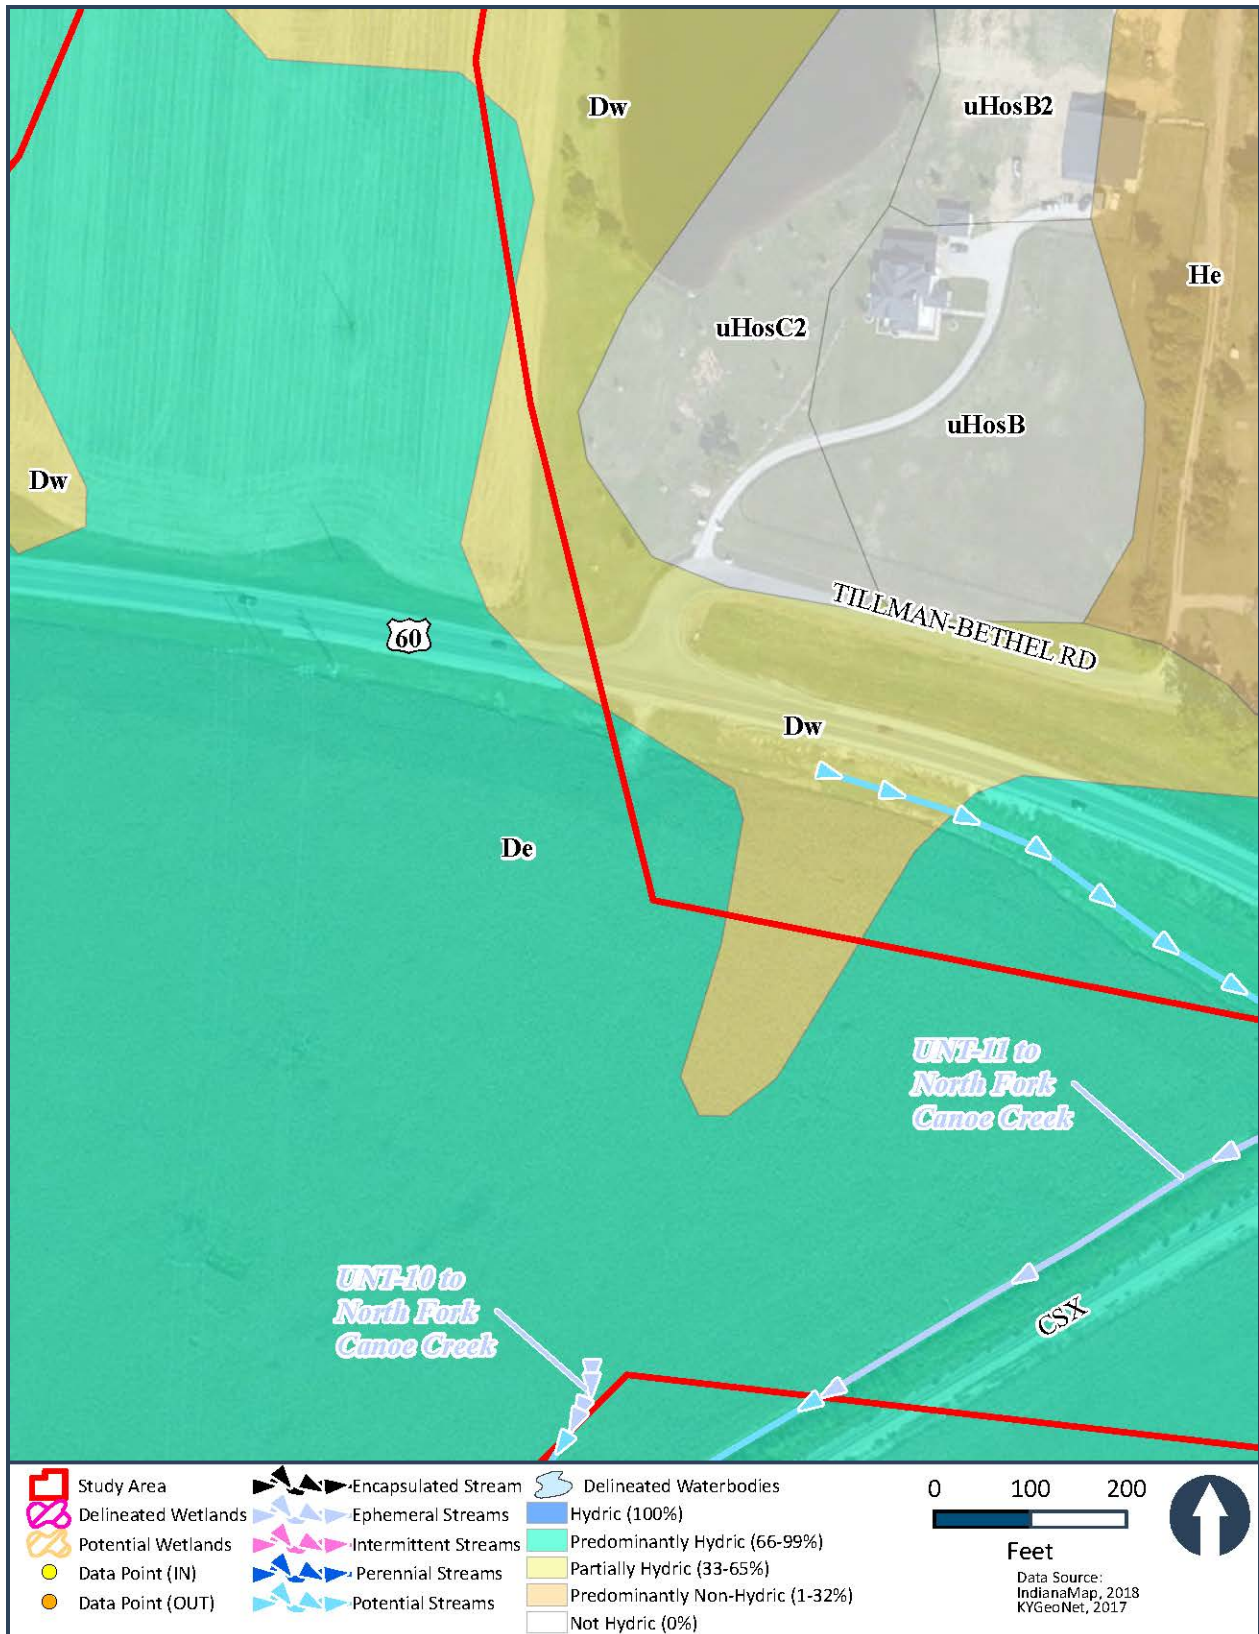 Dw
uHosB2
He
uHosC2
uHosB
Dw
60
TILLMAN-BETHEL RD
Dw
De
UNT-11 to
North Fork
Canoe Creek
UNT-10 to
North Fork
Canoe Creek
CSX
Study Area
Delineated Wetlands
Potential Wetlands
Data Point (IN)
Data Point (OUT)
Encapsulated Stream
Ephemeral Streams
Intermittent Streams
Perennial Streams
Potential Streams
Delineated Waterbodies
Hydric (100%)
Predominantly Hydric (66-99%)
Partially Hydric (33-65%)
Predominantly Non-Hydric (1-32%)
Not Hydric (0%)
0 100 200
Feet
Data Source:
IndianaMap, 2018
KYGeoNet, 2017